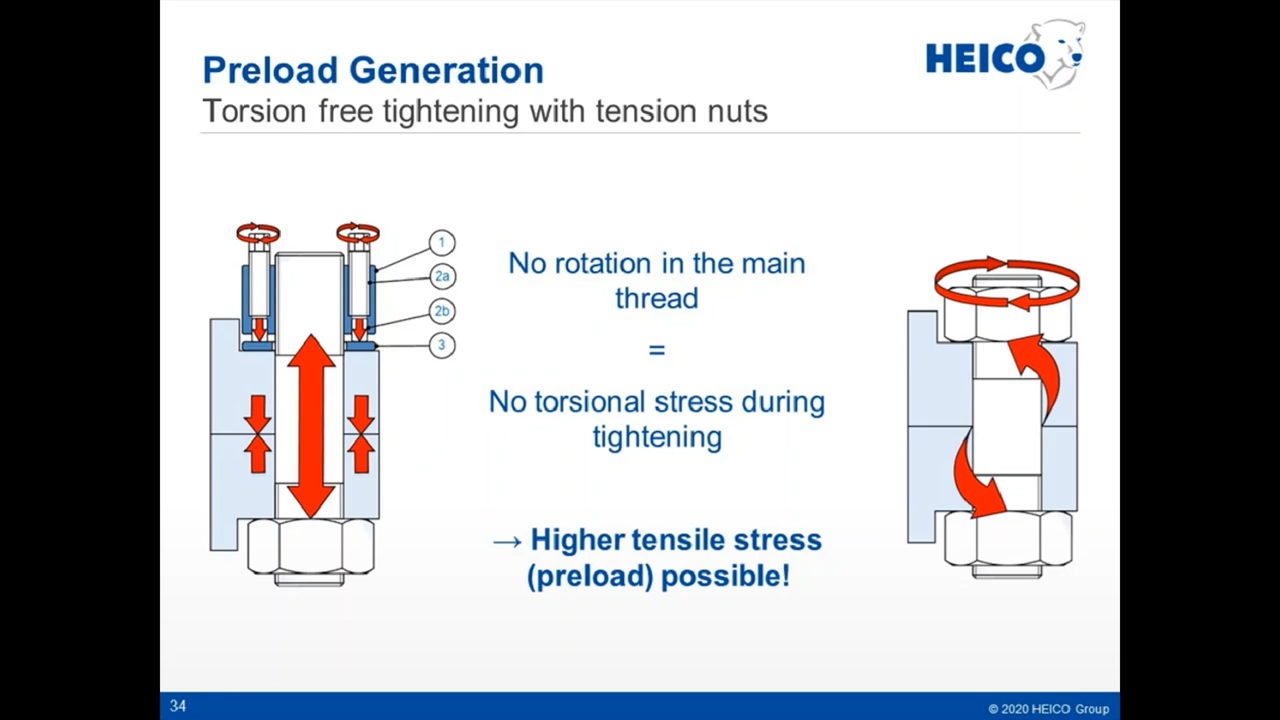 Preload Generation
Torsion free tightening with tension nuts
HEICO
1
2a
2b
3
No rotation in the main
thread
=
No torsional stress during
tightening
→ Higher tensile stress
(preload) possible!
34
© 2020 HEICO Group